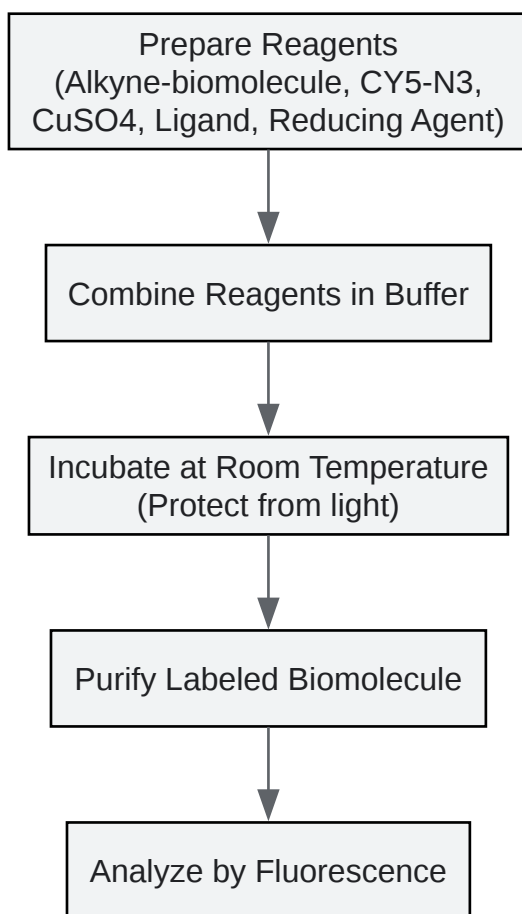 Prepare Reagents
(Alkyne-biomolecule, CY5-N3,
CuSO4, Ligand, Reducing Agent)
Combine Reagents in Buffer
Incubate at Room Temperature
(Protect from light)
Purify Labeled Biomolecule
Analyze by Fluorescence